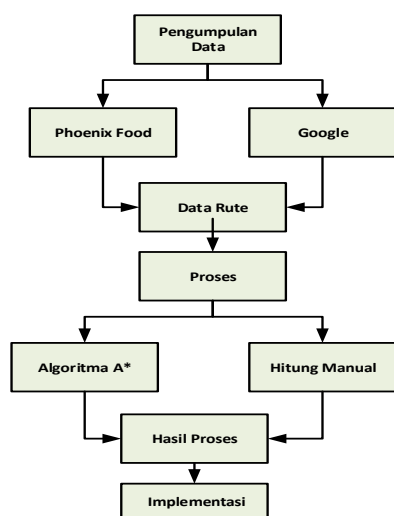 Pengumpulan
Data
Phoenix Food
Google
Data Rute
Proses
Algoritma A*
Hitung Manual
Hasil Proses
Implementasi